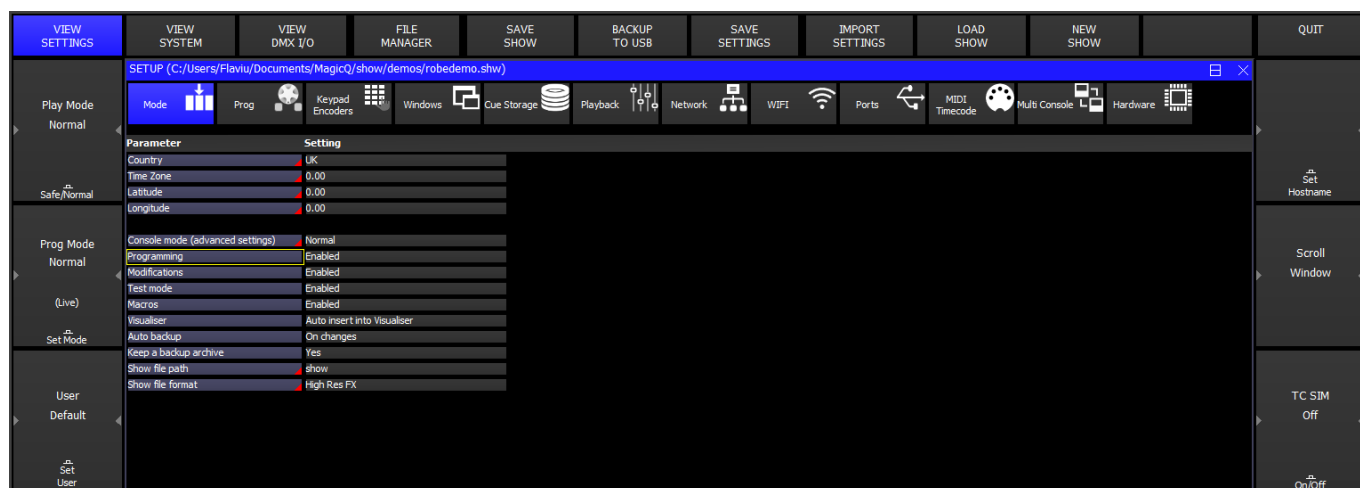 VIEW
SETTINGS
VIEW
SYSTEM
VIEW
DMX I/O
FILE
MANAGER
SAVE
SHOW
BACKUP
TO USB
SAVE
SETTINGS
IMPORT
SETTINGS
LOAD
SHOW
NEW
SHOW
QUIT
SETUP (C:/Users/Flaviu/Documents/MagicQ/show/demos/robedemo.shw)
Mode
Prog
Keypad
Encoders
Windows
Cue Storage
Playback
Network
WIFI
Ports
MIDI
Timecode
Multi Console
Hardware
Play Mode
Normal
Safe/Normal
Prog Mode
Normal
(Live)
Set Mode
User
Default
Set
User
Parameter Setting
Country UK
Time Zone 0.00
Latitude 0.00
Longitude 0.00
Console mode (advanced settings) Normal
Programming Enabled
Modifications Enabled
Test mode Enabled
Macros Enabled
Visualiser Auto insert into Visualiser
Auto backup On changes
Keep a backup archive Yes
Show file path show
Show file format High Res FX
Set
Hostname
Scroll
Window
TC SIM
Off
On/Off